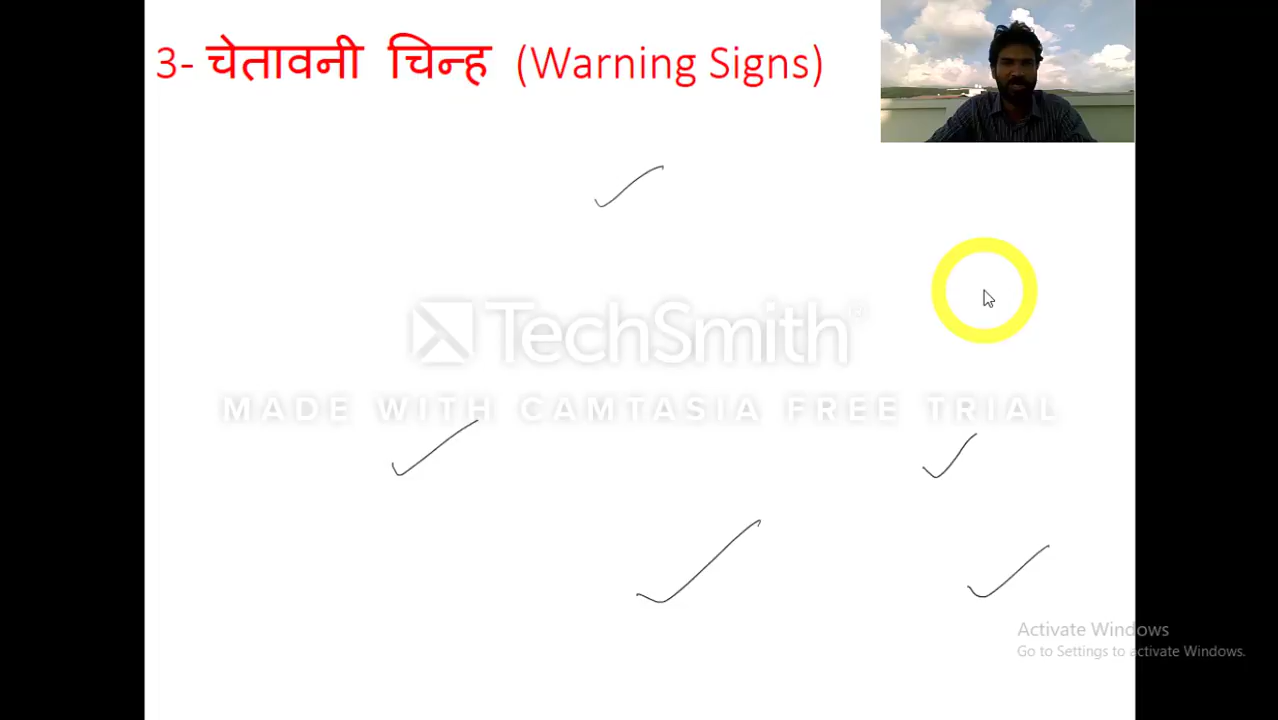 3- चेतावनी चिन्ह (Warning Signs)
TechSmith®
MADE WITH CAMTASIA FREE TRIAL
Activate Windows
Go to Settings to activate Windows.